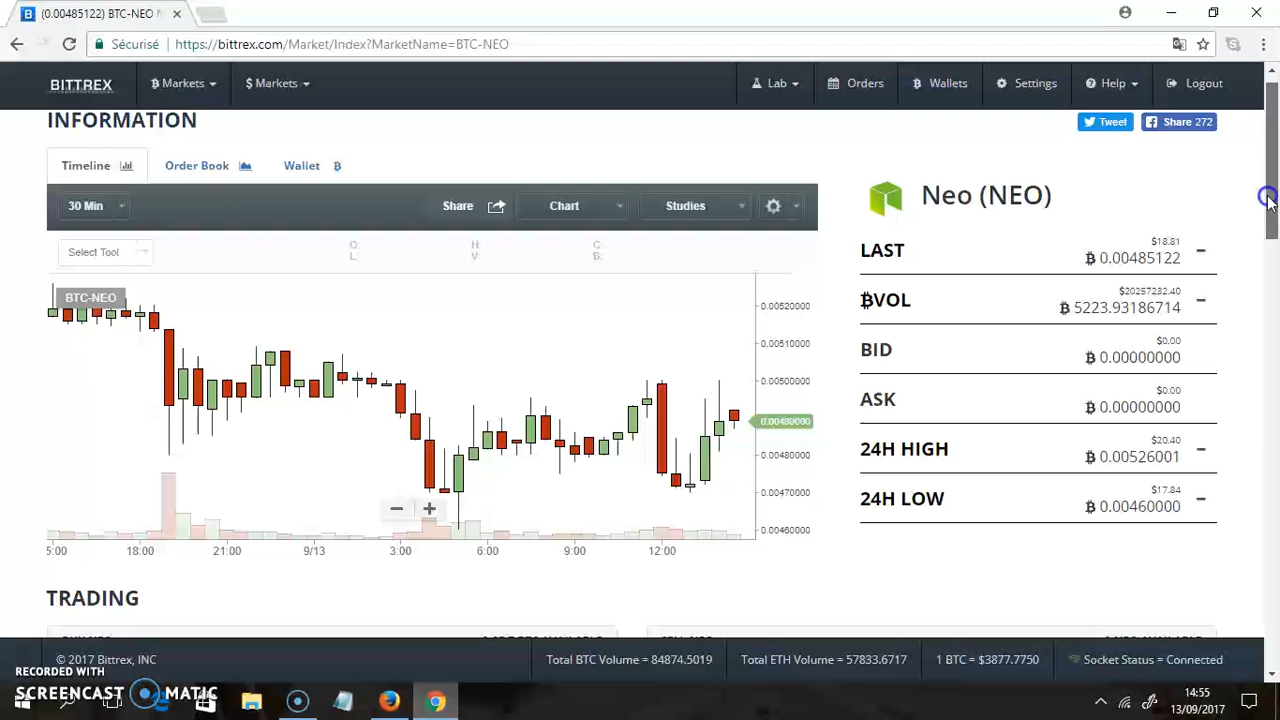 (0.00485122) BTC-NEO
Sécurisé https://bittrex.com/Market/Index?MarketName=BTC-NEO
BITTREX
Markets
$ Markets
Lab
Orders
Wallets
Settings
Help
Logout
INFORMATION
Tweet
Share 272
Timeline
Order Book
Wallet
30 Min
Share
Chart
Studies
Neo (NEO)
Select Tool
O:
H:
C:
L:
V:
B:
BTC-NEO
0.00520000
0.00510000
0.00500000
0.00480000
0.00470000
0.00460000
5:00
18:00
21:00
9/13
3:00
6:00
9:00
12:00
LAST
$18.81
0.00485122
VOL
$20257232.40
5223.93186714
BID
$0.00
0.00000000
ASK
$0.00
0.00000000
24H HIGH
$20.40
0.00526001
24H LOW
$17.84
0.00460000
TRADING
© 2017 Bittrex, INC
Total BTC Volume = 84874.5019
Total ETH Volume = 57833.6717
1 BTC = $3877.7750
Socket Status = Connected
RECORDED WITH
SCREENCAST MATIC
14:55
13/09/2017